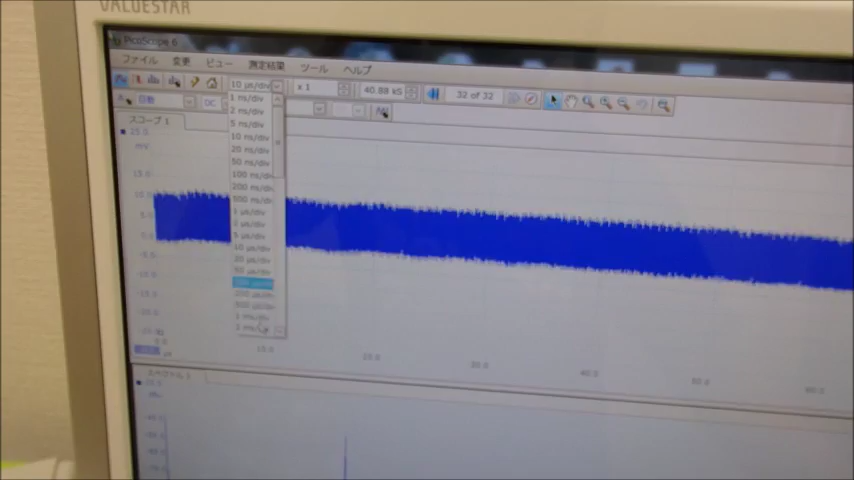 VALUESTAR
PicoScope 6
ファイル 変更 ビュー 測定結果 ツール ヘルプ
10 µs/div x 1 40.88 kS 32 of 32
自動 DC
スコープ 1
1 ns/div
2 ns/div
5 ns/div
10 ns/div
20 ns/div
50 ns/div
100 ns/div
200 ns/div
500 ns/div
1 µs/div
2 µs/div
5 µs/div
10 µs/div
20 µs/div
50 µs/div
100 µs/div
200 µs/div
500 µs/div
1 ms/div
2 ms/
25.0
mV
15.0
10.0
5.0
0.0
-5.0
-10.0
-15.0
-20.0
0.0 10.0 20.0 30.0 40.0 50.0 60.0
µs